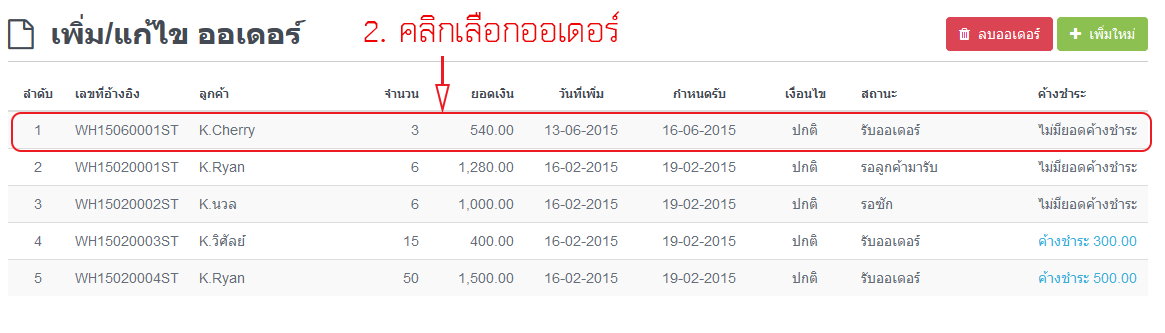 เพิ่ม/แก้ไข ออเดอร์ 2. คลิกเลือกออเดอร์ ลบออเดอร์ เพิ่มใหม่
ลำดับ เลขที่อ้างอิง ลูกค้า จำนวน ยอดเงิน วันที่เพิ่ม กำหนดรับ เงื่อนไข สถานะ ค้างชำระ
1 WH15060001ST K.Cherry 3 540.00 13-06-2015 16-06-2015 ปกติ รับออเดอร์ ไม่มียอดค้างชำระ
2 WH15020001ST K.Ryan 6 1,280.00 16-02-2015 19-02-2015 ปกติ รอลูกค้ามารับ ไม่มียอดค้างชำระ
3 WH15020002ST K.นวล 6 1,000.00 16-02-2015 19-02-2015 ปกติ รอซัก ไม่มียอดค้างชำระ
4 WH15020003ST K.วิศัลย์ 15 400.00 16-02-2015 19-02-2015 ปกติ รับออเดอร์ ค้างชำระ 300.00
5 WH15020004ST K.Ryan 50 1,500.00 16-02-2015 19-02-2015 ปกติ รับออเดอร์ ค้างชำระ 500.00